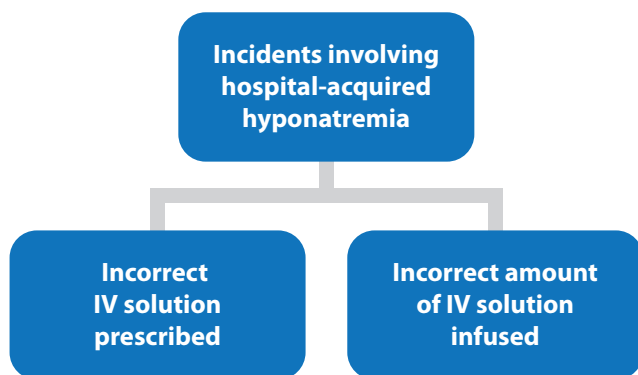 Incidents involving
hospital-acquired
hyponatremia
Incorrect
IV solution
prescribed
Incorrect amount
of IV solution
infused